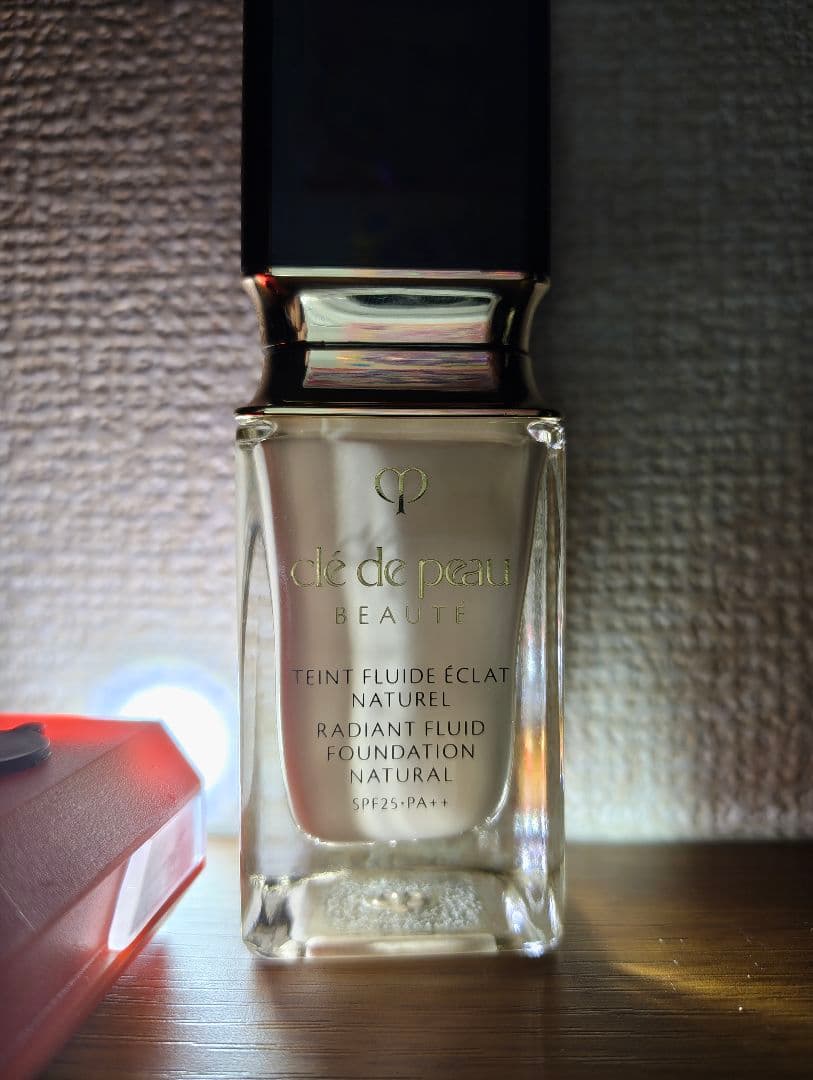 clé de peau
BEAUTÉ
TEINT FLUIDE ÉCLAT
NATUREL
RADIANT FLUID
FOUNDATION
NATURAL
SPF25·PA++